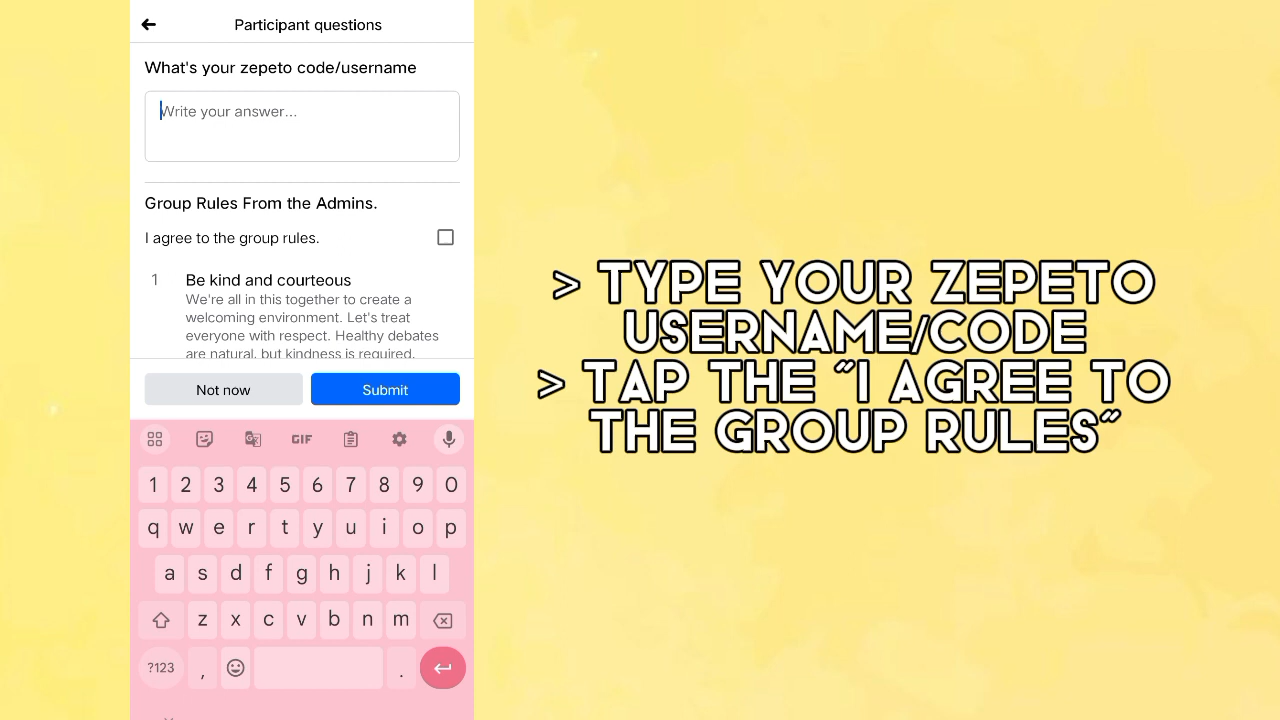 Participant questions
What's your zepeto code/username
Write your answer...
Group Rules From the Admins.
I agree to the group rules.
1 Be kind and courteous
We're all in this together to create a
welcoming environment. Let's treat
everyone with respect. Healthy debates
are natural, but kindness is required.
Not now Submit
GIF
1 2 3 4 5 6 7 8 9 0
q w e r t y u i o p
a s d f g h j k l
z x c v b n m
?123 , .
> TYPE YOUR ZEPETO
USERNAME/CODE
> TAP THE "I AGREE TO
THE GROUP RULES"